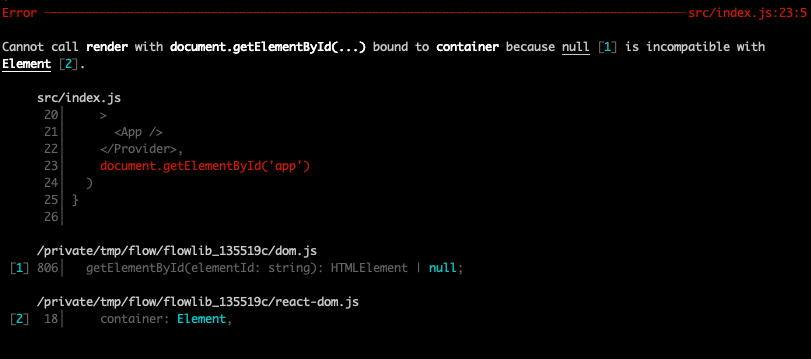 Error src/index.js:23:5
Cannot call render with document.getElementById(...) bound to container because null [1] is incompatible with
Element [2].
src/index.js
20 >
21 <App />
22 </Provider>,
23 document.getElementById('app')
24 )
25 }
26
/private/tmp/flow/flowlib_135519c/dom.js
[1] 806 getElementById(elementId: string): HTMLElement | null;
/private/tmp/flow/flowlib_135519c/react-dom.js
[2] 18 container: Element,